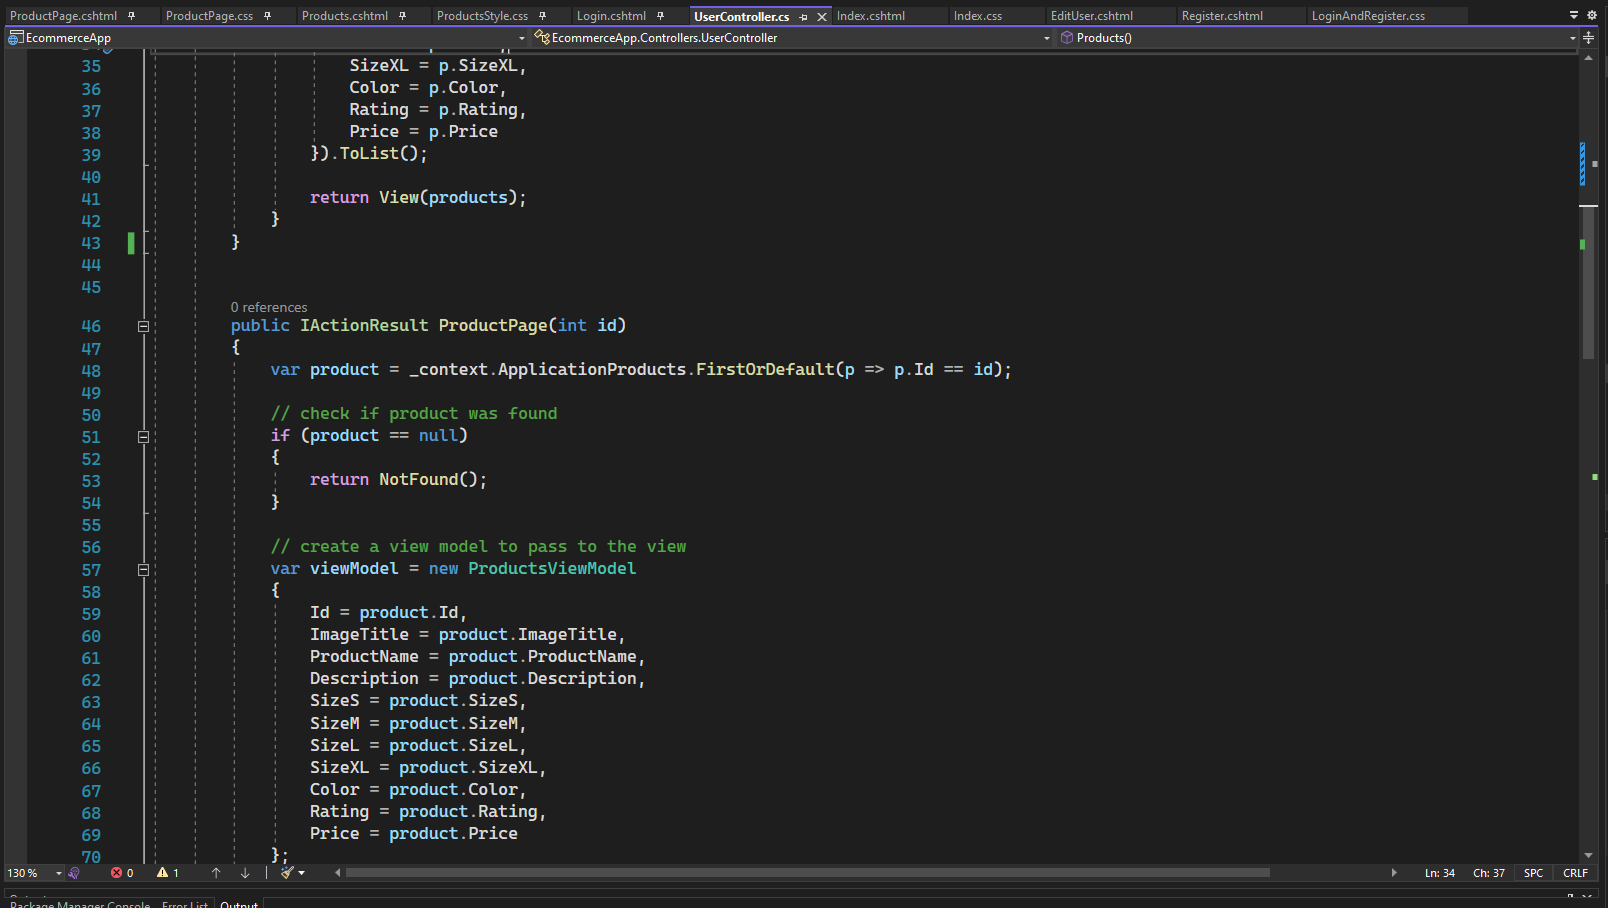 ProductPage.cshtml ProductPage.css Products.cshtml ProductsStyle.css Login.cshtml UserController.cs Index.cshtml Index.css EditUser.cshtml Register.cshtml LoginAndRegister.css
EcommerceApp EcommerceApp.Controllers.UserController Products()
35 SizeXL = p.SizeXL,
36 Color = p.Color,
37 Rating = p.Rating,
38 Price = p.Price
39 }).ToList();
40
41 return View(products);
42 }
43 }
44
45
0 references
46 public IActionResult ProductPage(int id)
47 {
48 var product = _context.ApplicationProducts.FirstOrDefault(p => p.Id == id);
49
50 // check if product was found
51 if (product == null)
52 {
53 return NotFound();
54 }
55
56 // create a view model to pass to the view
57 var viewModel = new ProductsViewModel
58 {
59 Id = product.Id,
60 ImageTitle = product.ImageTitle,
61 ProductName = product.ProductName,
62 Description = product.Description,
63 SizeS = product.SizeS,
64 SizeM = product.SizeM,
65 SizeL = product.SizeL,
66 SizeXL = product.SizeXL,
67 Color = product.Color,
68 Rating = product.Rating,
69 Price = product.Price
70 };
130 % 0 1 Ln: 34 Ch: 37 SPC CRLF
Package Manager Console Error List Output